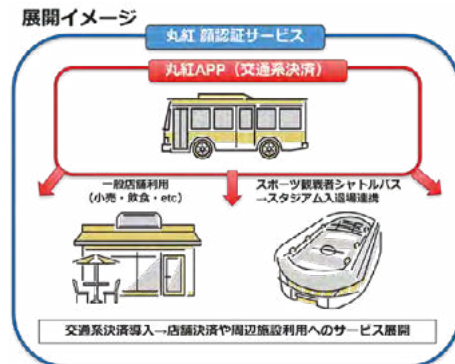 展開イメージ
丸紅 顔認証サービス
丸紅APP（交通系決済）
一般店舗利用
（小売・飲食・etc）
スポーツ観戦者シャトルバス
→スタジアム入退場連携
交通系決済導入→店舗決済や周辺施設利用へのサービス展開